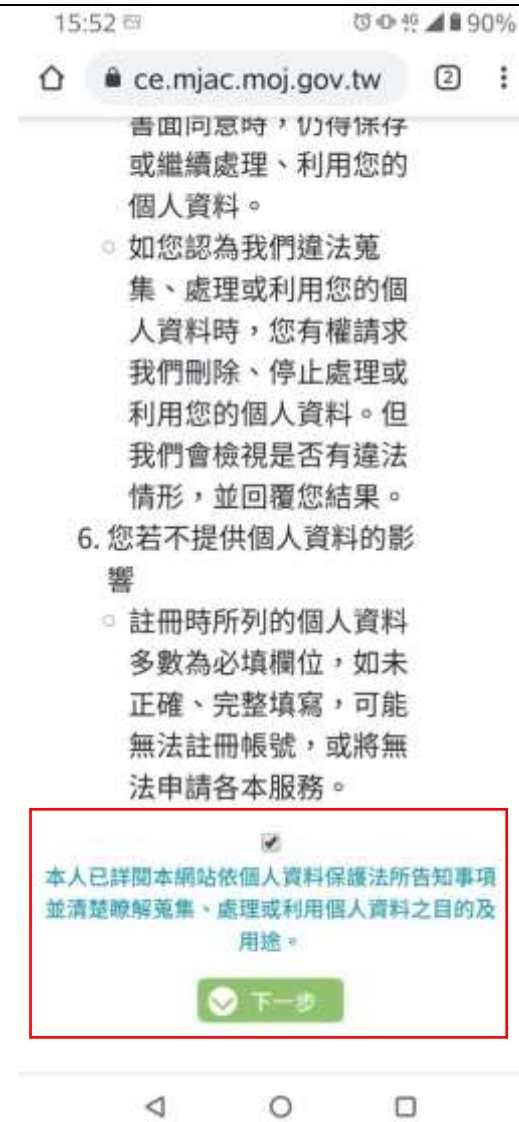 15:52 4G 90%
ce.mjac.moj.gov.tw 2
書面同意時，仍得保存
或繼續處理、利用您的
個人資料。
如您認為我們違法蒐
集、處理或利用您的個
人資料時，您有權請求
我們刪除、停止處理或
利用您的個人資料。但
我們會檢視是否有違法
情形，並回覆您結果。
6. 您若不提供個人資料的影
響
註冊時所列的個人資料
多數為必填欄位，如未
正確、完整填寫，可能
無法註冊帳號，或將無
法申請各本服務。
本人已詳閱本網站依個人資料保護法所告知事項
並清楚瞭解蒐集、處理或利用個人資料之目的及
用途。
下一步